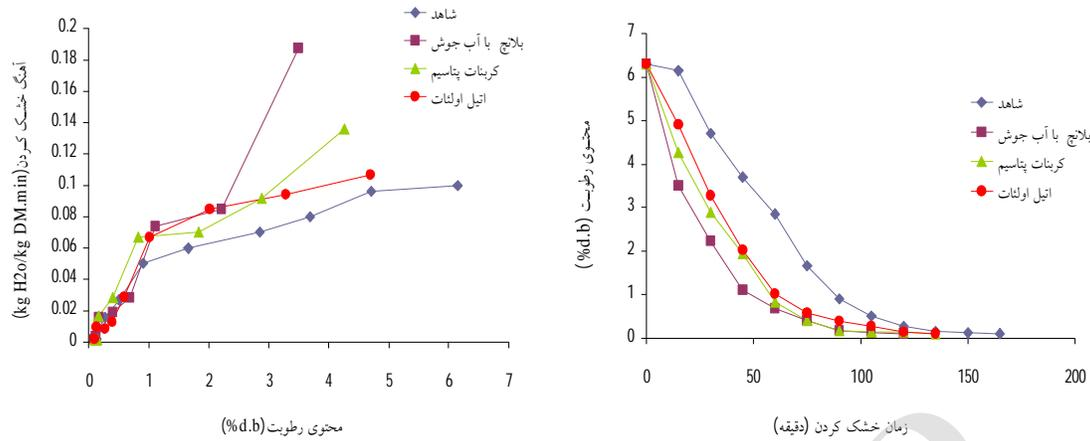 آهنگ خشک کردن(kg H2o/kg DM.min)
0.2
0.18
0.16
0.14
0.12
0.1
0.08
0.06
0.04
0.02
0
0 1 2 3 4 5 6 7
محتوی رطوبت(%d.b)
شاهد
بلانچ با آب جوش
کربنات پتاسیم
اتیل اولئات
محتوی رطوبت (%d.b)
7
6
5
4
3
2
1
0
0 50 100 150 200
زمان خشک کردن (دقیقه)
شاهد
بلانچ با آب جوش
کربنات پتاسیم
اتیل اولئات